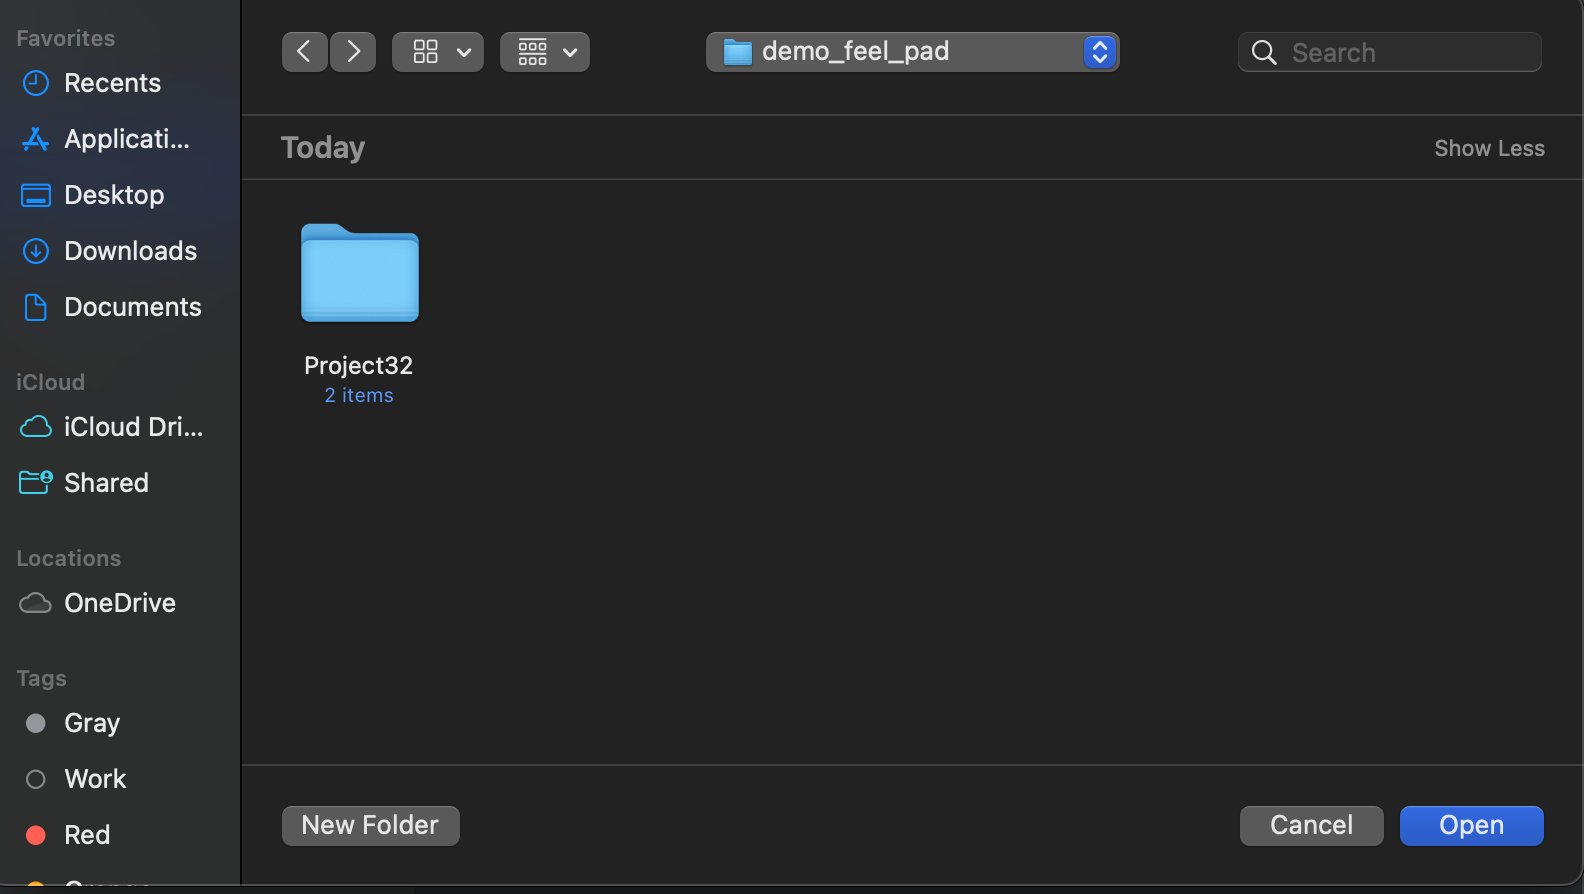 Favorites
Recents
Applicati...
Desktop
Downloads
Documents
iCloud
iCloud Dri...
Shared
Locations
OneDrive
Tags
Gray
Work
Red
demo_feel_pad
Search
Today
Show Less
Project32
2 items
New Folder
Cancel
Open